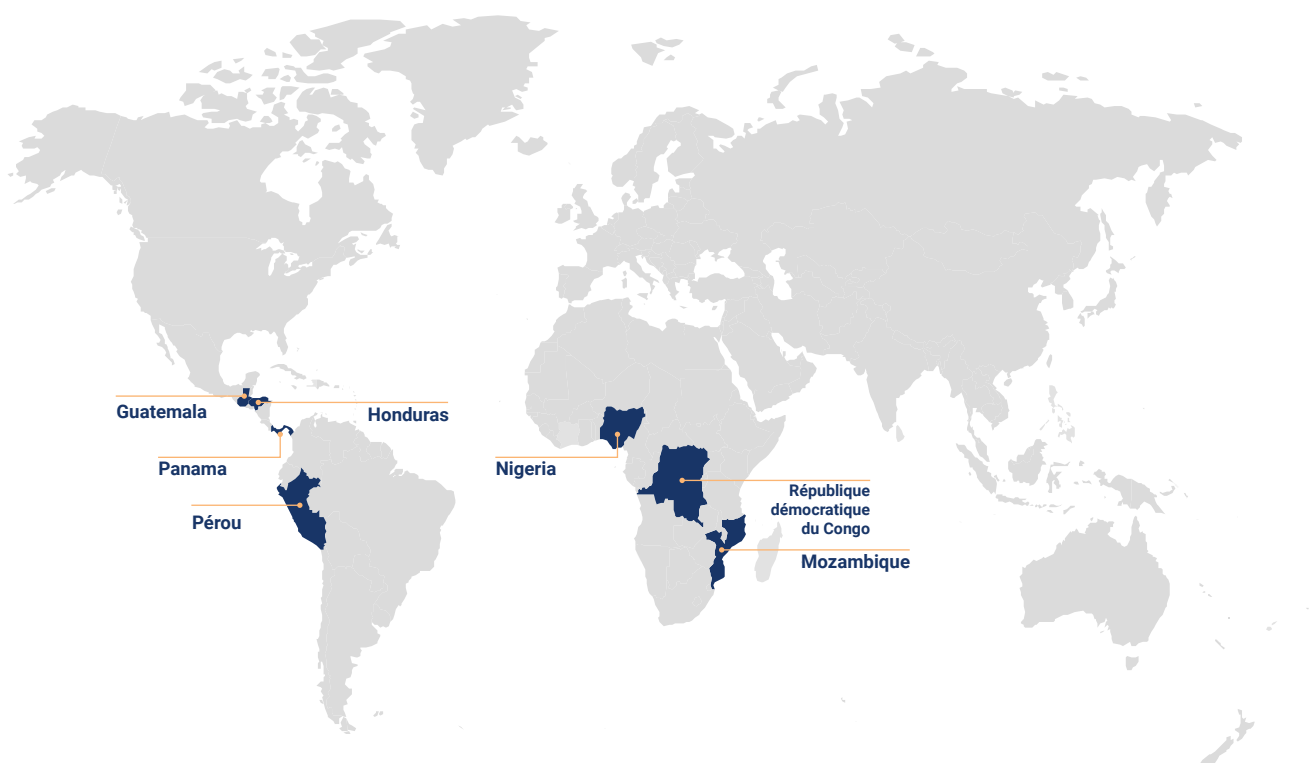 Guatemala
Honduras
Panama
Nigeria
Pérou
République
démocratique
du Congo
Mozambique